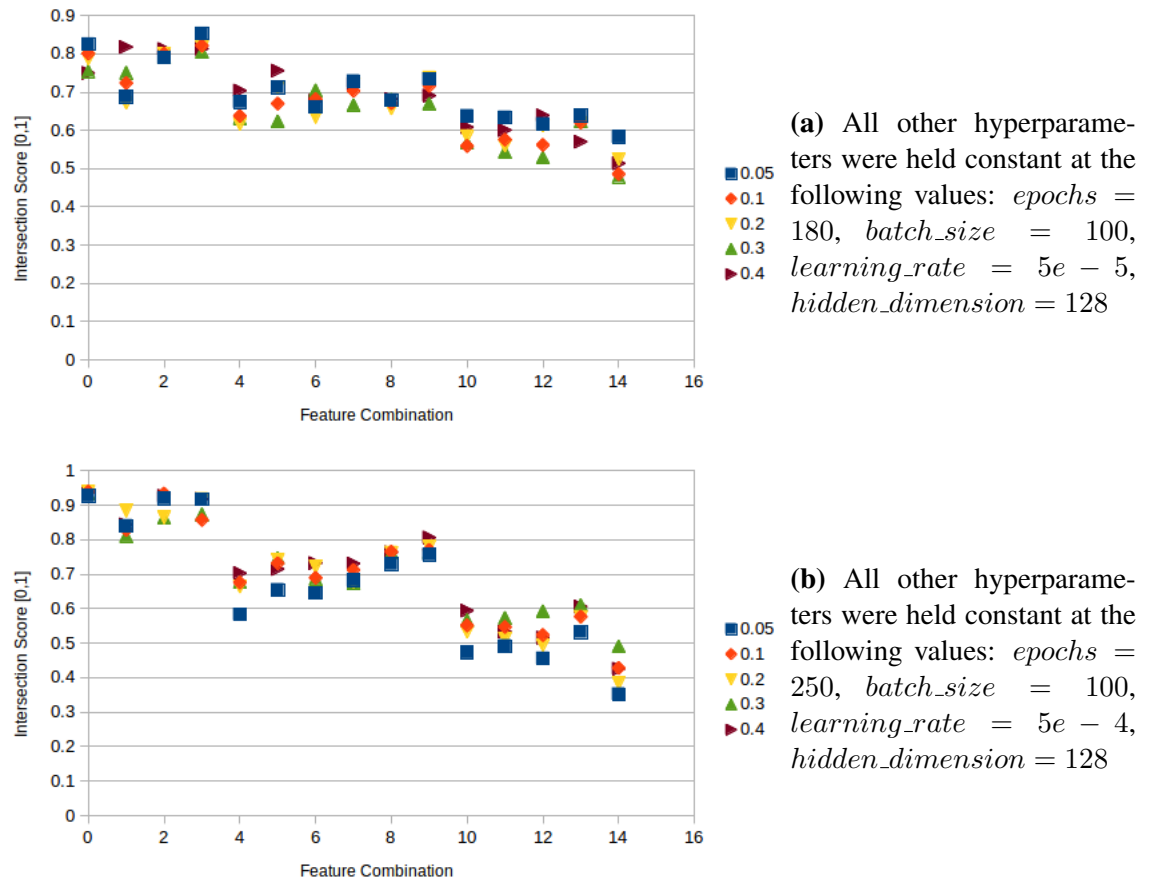 0.9
0.8
0.7
0.6
0.5
0.4
0.3
0.2
0.1
0
Intersection Score [0,1]
0 2 4 6 8 10 12 14 16
Feature Combination
0.05
0.1
0.2
0.3
0.4
(a) All other hyperparame-
ters were held constant at the
following values: epochs =
180, batch_size = 100,
learning_rate = 5e − 5,
hidden_dimension = 128
1
0.9
0.8
0.7
0.6
0.5
0.4
0.3
0.2
0.1
0
Intersection Score [0,1]
0 2 4 6 8 10 12 14 16
Feature Combination
0.05
0.1
0.2
0.3
0.4
(b) All other hyperparame-
ters were held constant at the
following values: epochs =
250, batch_size = 100,
learning_rate = 5e − 4,
hidden_dimension = 128